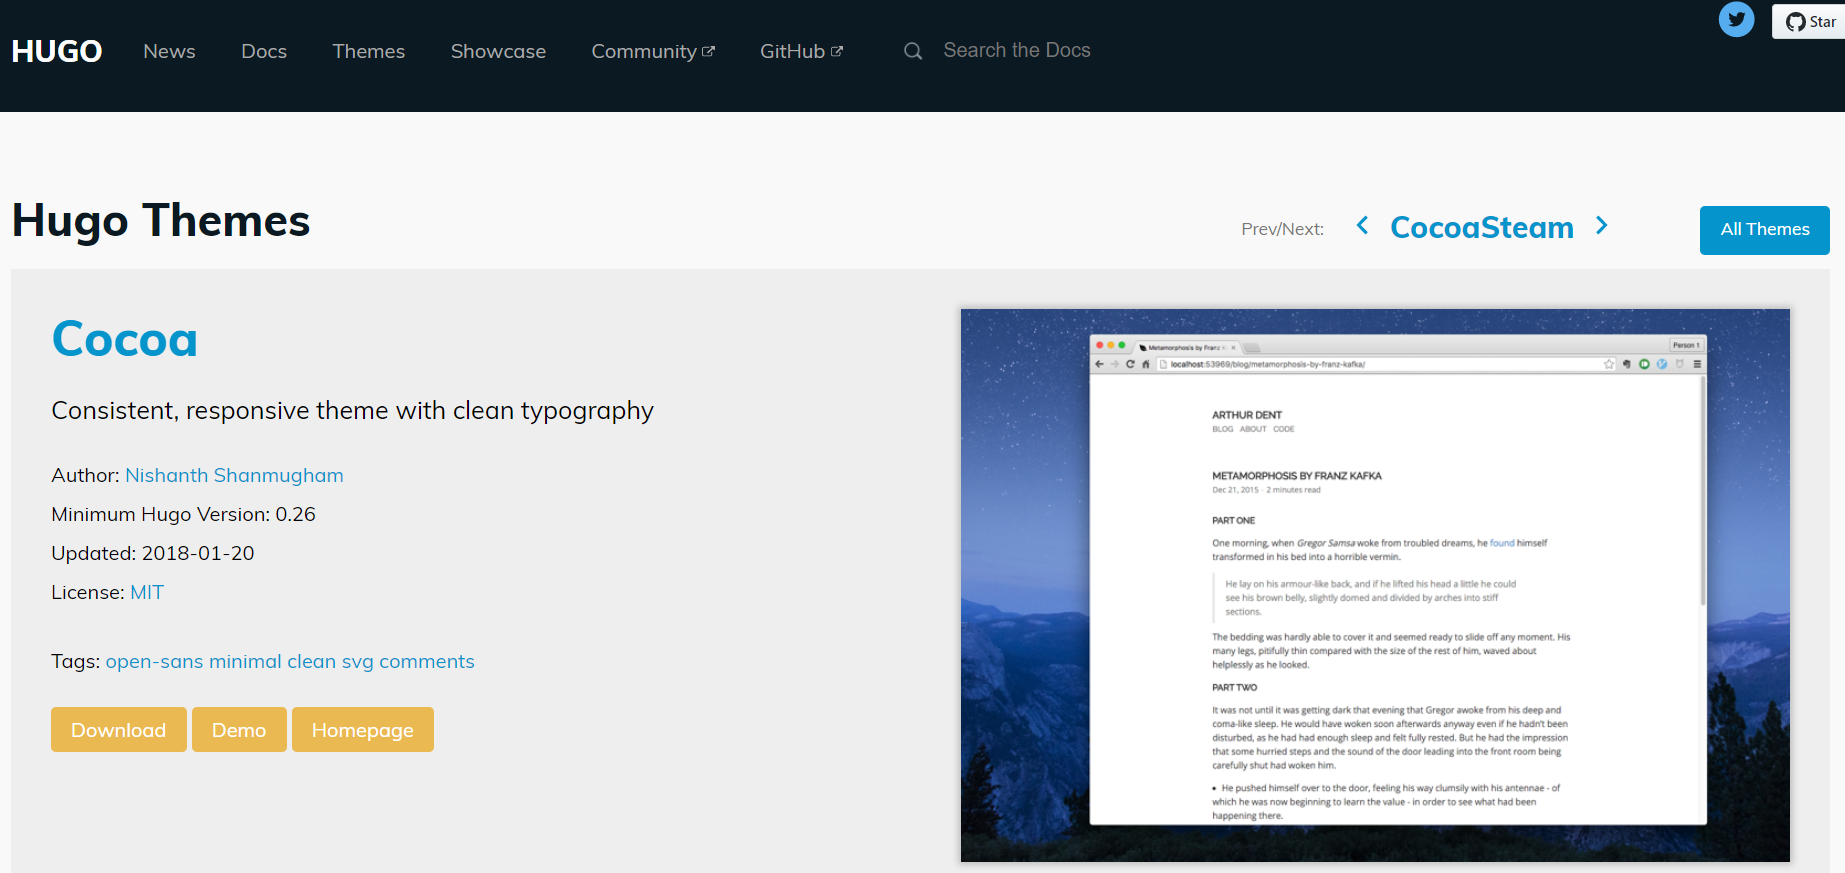 HUGO News Docs Themes Showcase Community GitHub Search the Docs
Star
Hugo Themes
Prev/Next: CocoaSteam
All Themes
Cocoa
Consistent, responsive theme with clean typography
Author: Nishanth Shanmugham
Minimum Hugo Version: 0.26
Updated: 2018-01-20
License: MIT
Tags: open-sans minimal clean svg comments
Download Demo Homepage
Metamorphosis by Franz K
Person 1
localhost:53969/blog/metamorphosis-by-franz-kafka/
ARTHUR DENT
BLOG ABOUT CODE
METAMORPHOSIS BY FRANZ KAFKA
Dec 21, 2015 · 2 minutes read
PART ONE
One morning, when Gregor Samsa woke from troubled dreams, he found himself
transformed in his bed into a horrible vermin.
He lay on his armour-like back, and if he lifted his head a little he could
see his brown belly, slightly domed and divided by arches into stiff
sections.
The bedding was hardly able to cover it and seemed ready to slide off any moment. His
many legs, pitifully thin compared with the size of the rest of him, waved about
helplessly as he looked.
PART TWO
It was not until it was getting dark that evening that Gregor awoke from his deep and
coma-like sleep. He would have woken soon afterwards anyway even if he hadn't been
disturbed, as he had had enough sleep and felt fully rested. But he had the impression
that some hurried steps and the sound of the door leading into the front room being
carefully shut had woken him.
• He pushed himself over to the door, feeling his way clumsily with his antennae - of
which he was now beginning to learn the value - in order to see what had been
happening there.